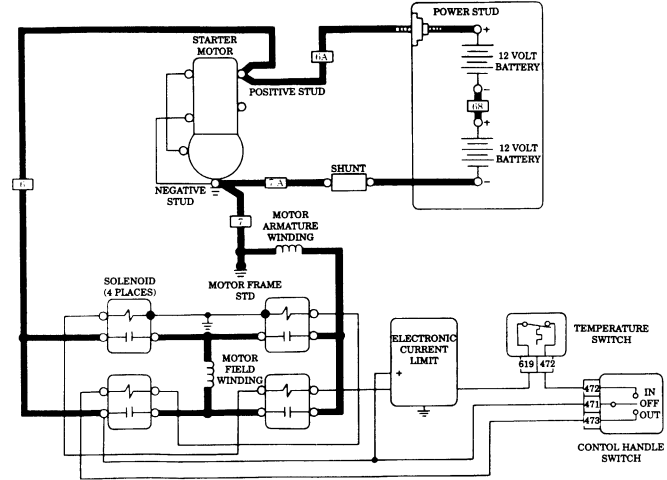 POWER STUD
STARTER
MOTOR
+
6A
12 VOLT
BATTERY
POSITIVE STUD
-
68
+
12 VOLT
BATTERY
SHUNT
6
7A
-
NEGATIVE
STUD
MOTOR
ARMATURE
WINDING
7
SOLENOID
(4 PLACES)
MOTOR FRAME
STD
ELECTRONIC
CURRENT
LIMIT
TEMPERATURE
SWITCH
MOTOR
FIELD
WINDING
619 472
+
472 IN
471 OFF
473 OUT
CONTOL HANDLE
SWITCH